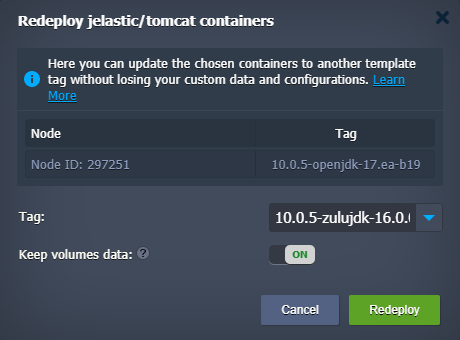 Redeploy jelastic/tomcat containers
Here you can update the chosen containers to another template
tag without losing your custom data and configurations. Learn
More
Node Tag
Node ID: 297251 10.0.5-openjdk-17.ea-b19
Tag: 10.0.5-zulujdk-16.0.
Keep volumes data: ? ON
Cancel Redeploy